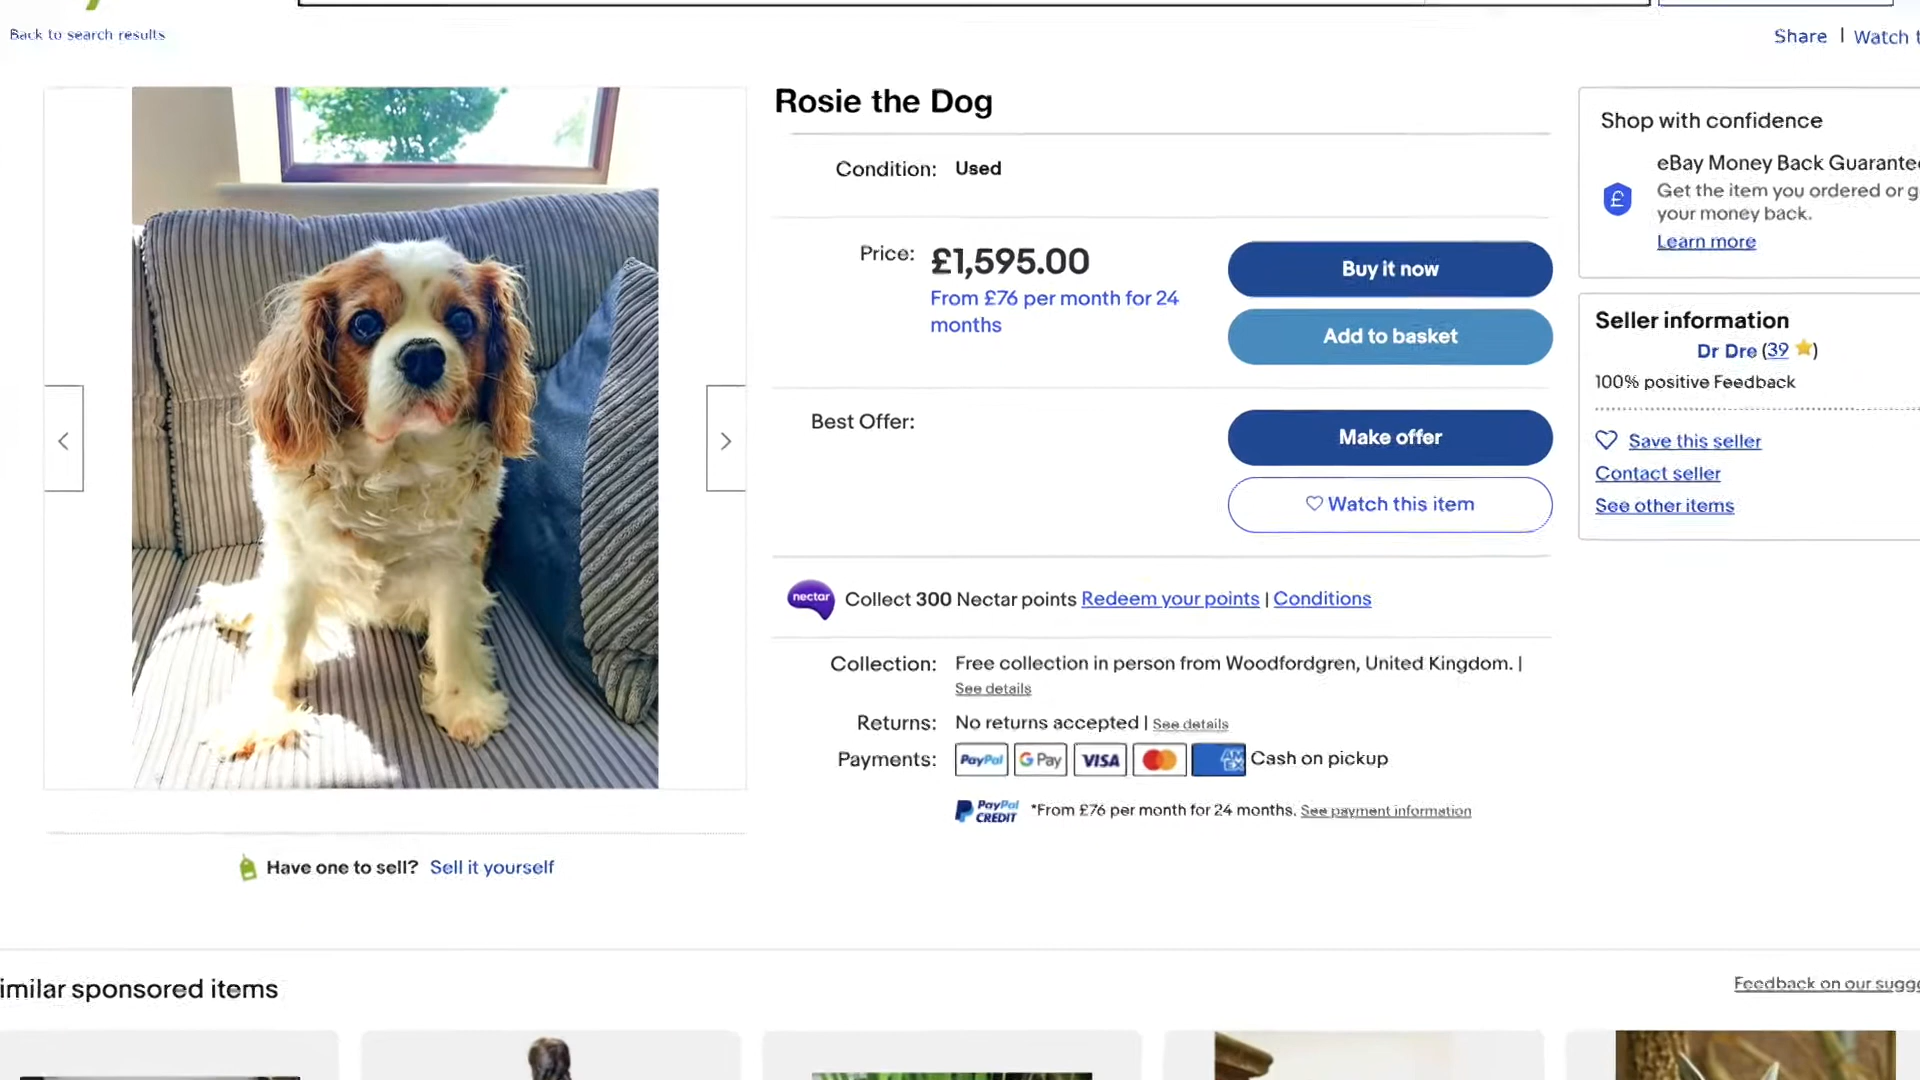 Back to search results
Share | Watch
Rosie the Dog
Condition: Used
Price: £1,595.00
From £76 per month for 24
months
Buy it now
Add to basket
Best Offer:
Make offer
Watch this item
nectar Collect 300 Nectar points Redeem your points | Conditions
Collection: Free collection in person from Woodfordgren, United Kingdom. |
See details
Returns: No returns accepted | See details
Payments: PayPal G Pay VISA AMEX Cash on pickup
PayPal CREDIT *From £76 per month for 24 months. See payment information
Shop with confidence
eBay Money Back Guarantee
Get the item you ordered or g
your money back.
Learn more
Seller information
Dr Dre (39)
100% positive Feedback
Save this seller
Contact seller
See other items
Have one to sell? Sell it yourself
imilar sponsored items
Feedback on our sugge